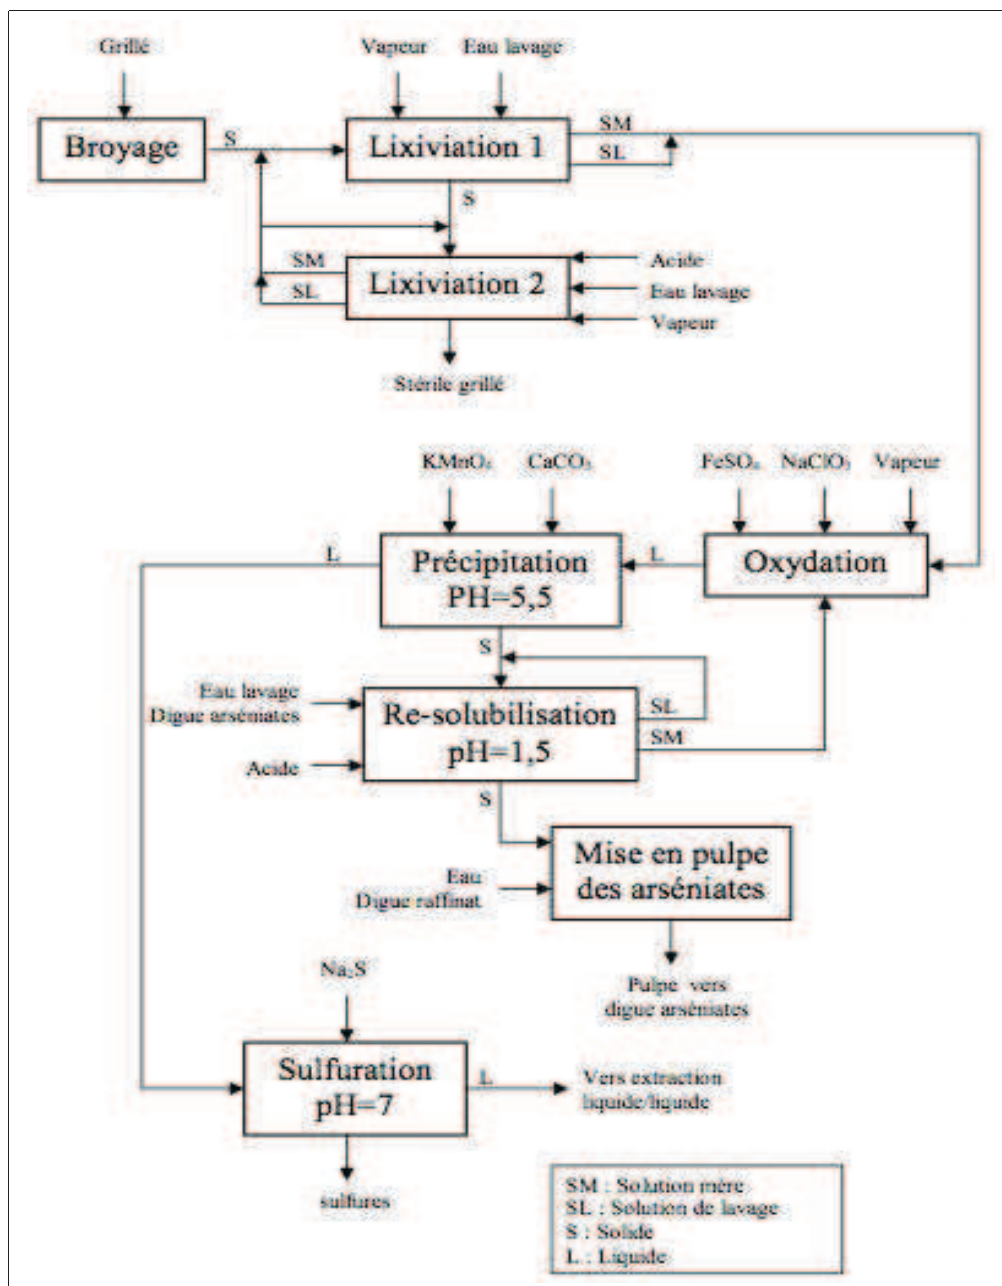 Grillé
Vapeur
Eau lavage
Broyage
S
Lixiviation 1
SM
SL
S
SM
SL
Lixiviation 2
Acide
Eau lavage
Vapeur
Stérile grillé
KMnO₄
CaCO₃
FeSO₄
NaClO₃
Vapeur
L
Précipitation
PH=5,5
L
Oxydation
S
Eau lavage
Digue arséniates
Re-solubilisation
pH=1,5
SL
SM
Acide
S
Mise en pulpe
des arséniates
Eau
Digue raffinat
Na₂S
Pulpe vers
digue arséniates
Sulfuration
pH=7
L
Vers extraction
liquide/liquide
sulfures
SM : Solution mère
SL : Solution de lavage
S : Solide
L : Liquide